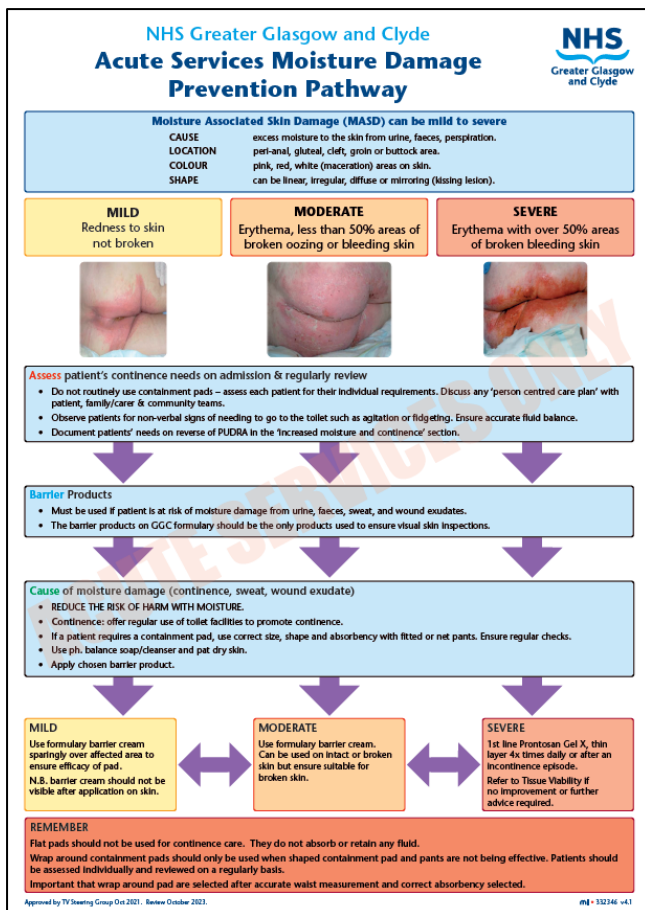 NHS Greater Glasgow and Clyde
Acute Services Moisture Damage
Prevention Pathway
NHS
Greater Glasgow
and Clyde
Moisture Associated Skin Damage (MASD) can be mild to severe
CAUSE excess moisture to the skin from urine, faeces, perspiration.
LOCATION peri-anal, gluteal, cleft, groin or buttock area.
COLOUR pink, red, white (maceration) areas on skin.
SHAPE can be linear, irregular, diffuse or mirroring (kissing lesion).
MILD
Redness to skin
not broken
MODERATE
Erythema, less than 50% areas of
broken oozing or bleeding skin
SEVERE
Erythema with over 50% areas
of broken bleeding skin
Assess patient's continence needs on admission & regularly review
• Do not routinely use containment pads – assess each patient for their individual requirements. Discuss any 'person centred care plan' with
patient, family/carer & community teams.
• Observe patients for non-verbal signs of needing to go to the toilet such as agitation or fidgeting. Ensure accurate fluid balance.
• Document patients' needs on reverse of PUDRA in the 'increased moisture and continence' section.
Barrier Products
• Must be used if patient is at risk of moisture damage from urine, faeces, sweat, and wound exudates.
• The barrier products on GGC formulary should be the only products used to ensure visual skin inspections.
Cause of moisture damage (continence, sweat, wound exudate)
• REDUCE THE RISK OF HARM WITH MOISTURE.
• Continence: offer regular use of toilet facilities to promote continence.
• If a patient requires a containment pad, use correct size, shape and absorbency with fitted or net pants. Ensure regular checks.
• Use ph. balance soap/cleanser and pat dry skin.
• Apply chosen barrier product.
MILD
Use formulary barrier cream
sparingly over affected area to
ensure efficacy of pad.
N.B. barrier cream should not be
visible after application on skin.
MODERATE
Use formulary barrier cream.
Can be used on intact or broken
skin but ensure suitable for
broken skin.
SEVERE
1st line Prontosan Gel X, thin
layer 4x times daily or after an
incontinence episode.
Refer to Tissue Viability if
no improvement or further
advice required.
REMEMBER
Flat pads should not be used for continence care. They do not absorb or retain any fluid.
Wrap around containment pads should only be used when shaped containment pad and pants are not being effective. Patients should
be assessed individually and reviewed on a regularly basis.
Important that wrap around pad are selected after accurate waist measurement and correct absorbency selected.
Approved by TV Steering Group Oct 2021. Review October 2023.
mi • 332346 v4.1
ACUTE SERVICES ONLY